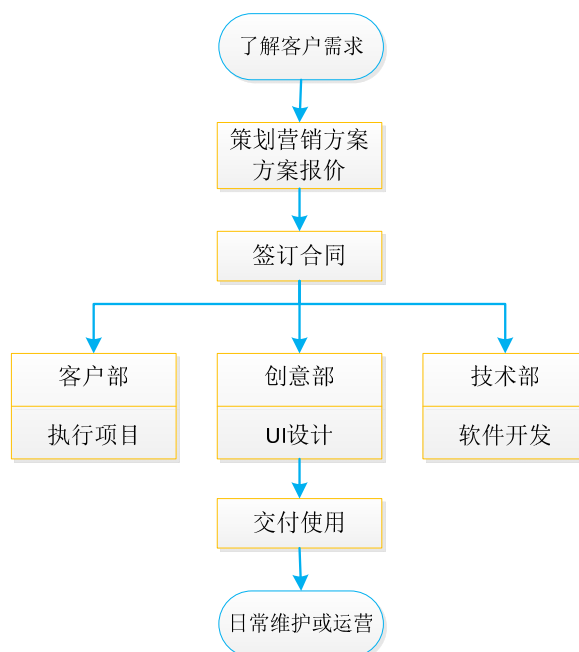 了解客户需求
策划营销方案
方案报价
签订合同
客户部
执行项目
创意部
UI设计
技术部
软件开发
交付使用
日常维护或运营